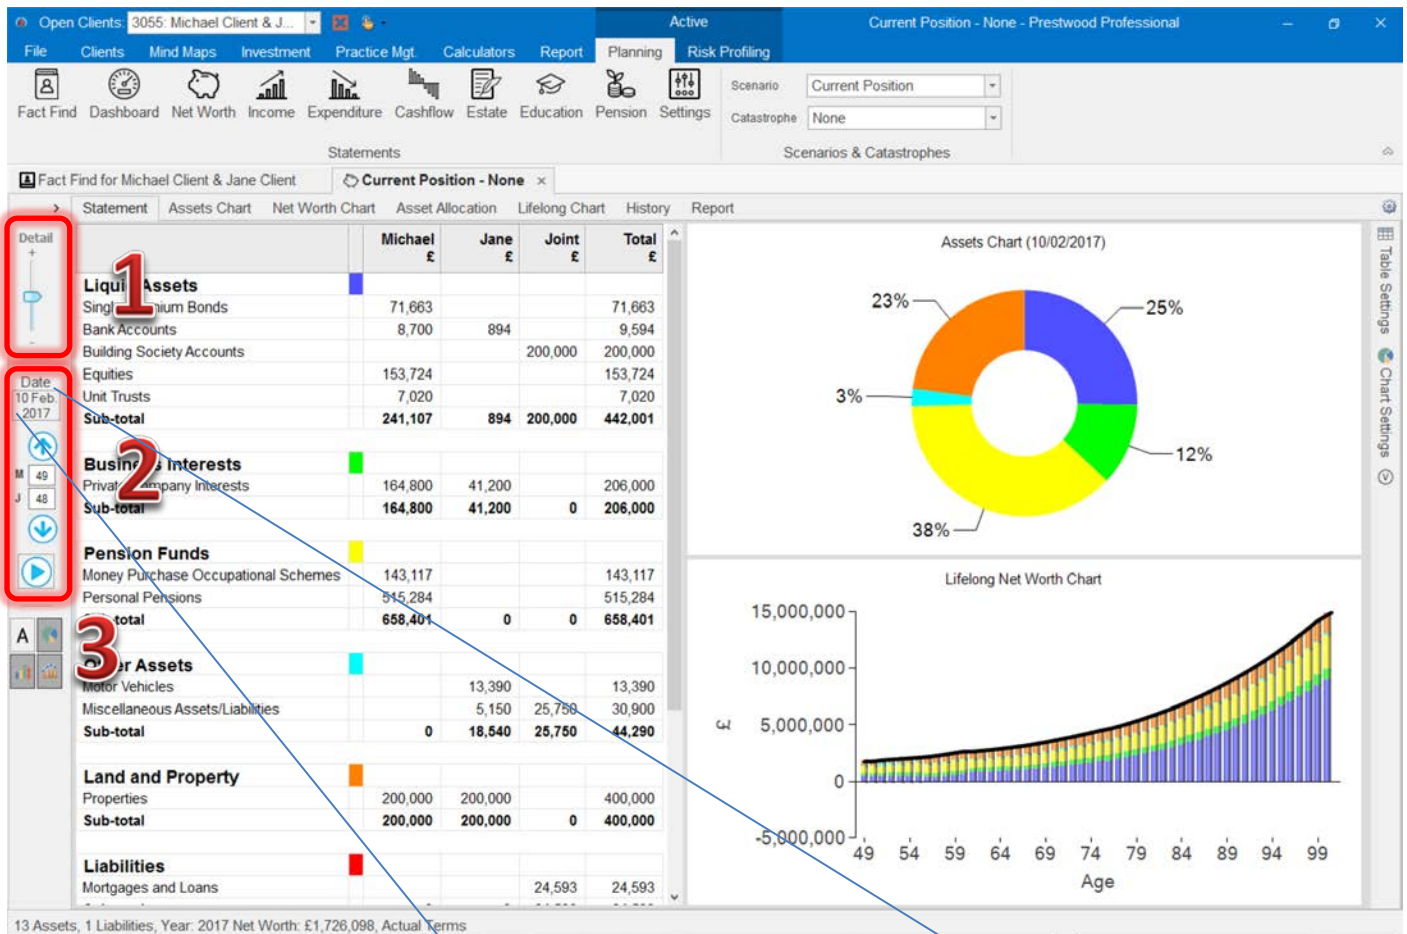 Open Clients: 3055: Michael Client & J... Active Current Position - None - Prestwood Professional
File Clients Mind Maps Investment Practice Mgt. Calculators Report Planning Risk Profiling
Fact Find Dashboard Net Worth Income Expenditure Cashflow Estate Education Pension Settings
Scenario Current Position
Catastrophe None
Statements Scenarios & Catastrophes
Fact Find for Michael Client & Jane Client Current Position - None ×
Statement Assets Chart Net Worth Chart Asset Allocation Lifelong Chart History Report
Detail
+
-
1
Date
10 Feb.
2017
M 49
J 48
2
A
3
Michael Jane Joint Total
£ £ £ £
Assets
Bonds 71,663 71,663
Bank Accounts 8,700 894 9,594
Building Society Accounts 200,000 200,000
Equities 153,724 153,724
Unit Trusts 7,020 7,020
Sub-total 241,107 894 200,000 442,001
Interests
Interests 164,800 41,200 206,000
Sub-total 164,800 41,200 0 206,000
Pension Funds
Money Purchase Occupational Schemes 143,117 143,117
Personal Pensions 515,284 515,284
Sub-total 658,401 0 0 658,401
Other Assets
Motor Vehicles 13,390 13,390
Miscellaneous Assets/Liabilities 5,150 25,750 30,900
Sub-total 0 18,540 25,750 44,290
Land and Property
Properties 200,000 200,000 400,000
Sub-total 200,000 200,000 0 400,000
Liabilities
Mortgages and Loans 24,593 24,593
13 Assets, 1 Liabilities, Year: 2017 Net Worth: £1,726,098, Actual Terms
Assets Chart (10/02/2017)
23% 25%
3%
12%
38%
Lifelong Net Worth Chart
15,000,000
10,000,000
£
5,000,000
0
-5,000,000
49 54 59 64 69 74 79 84 89 94 99
Age
Table Settings
Chart Settings
V